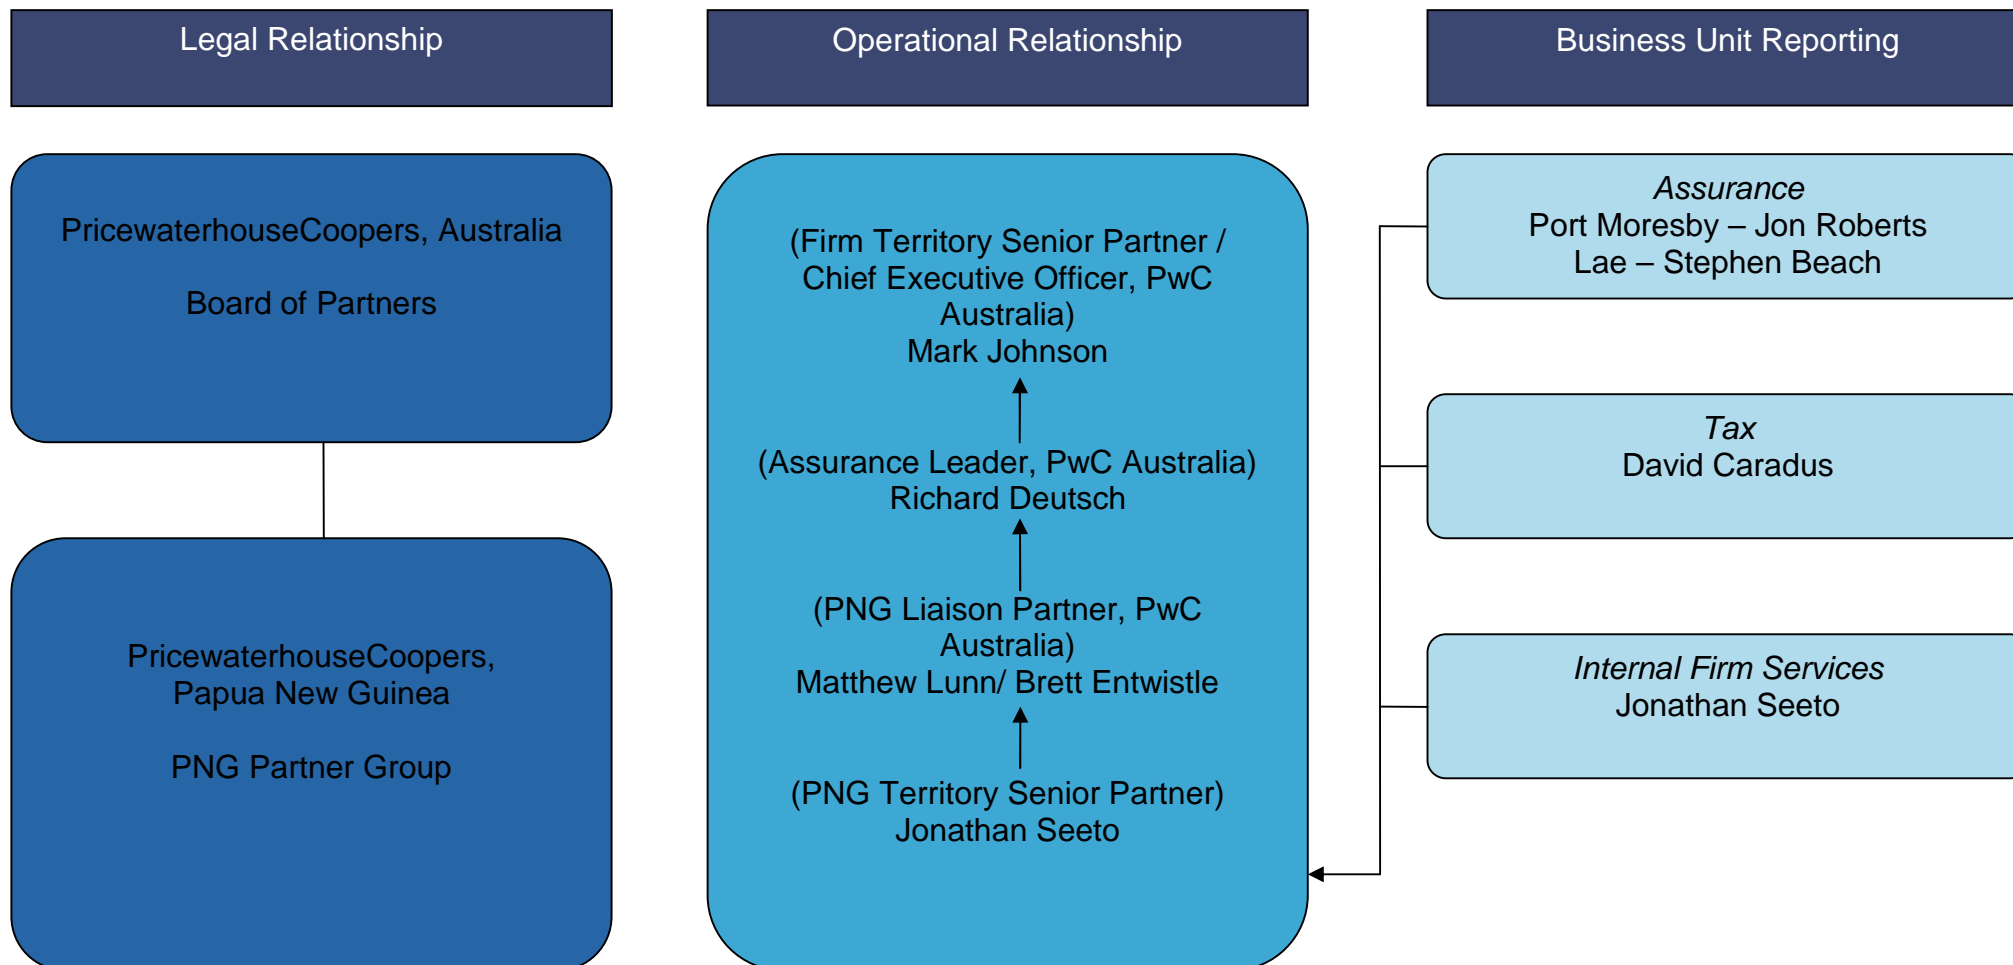 Legal Relationship
Operational Relationship
Business Unit Reporting
PricewaterhouseCoopers, Australia
Board of Partners
PricewaterhouseCoopers,
Papua New Guinea
PNG Partner Group
(Firm Territory Senior Partner /
Chief Executive Officer, PwC
Australia)
Mark Johnson
(Assurance Leader, PwC Australia)
Richard Deutsch
(PNG Liaison Partner, PwC
Australia)
Matthew Lunn/ Brett Entwistle
(PNG Territory Senior Partner)
Jonathan Seeto
Assurance
Port Moresby – Jon Roberts
Lae – Stephen Beach
Tax
David Caradus
Internal Firm Services
Jonathan Seeto